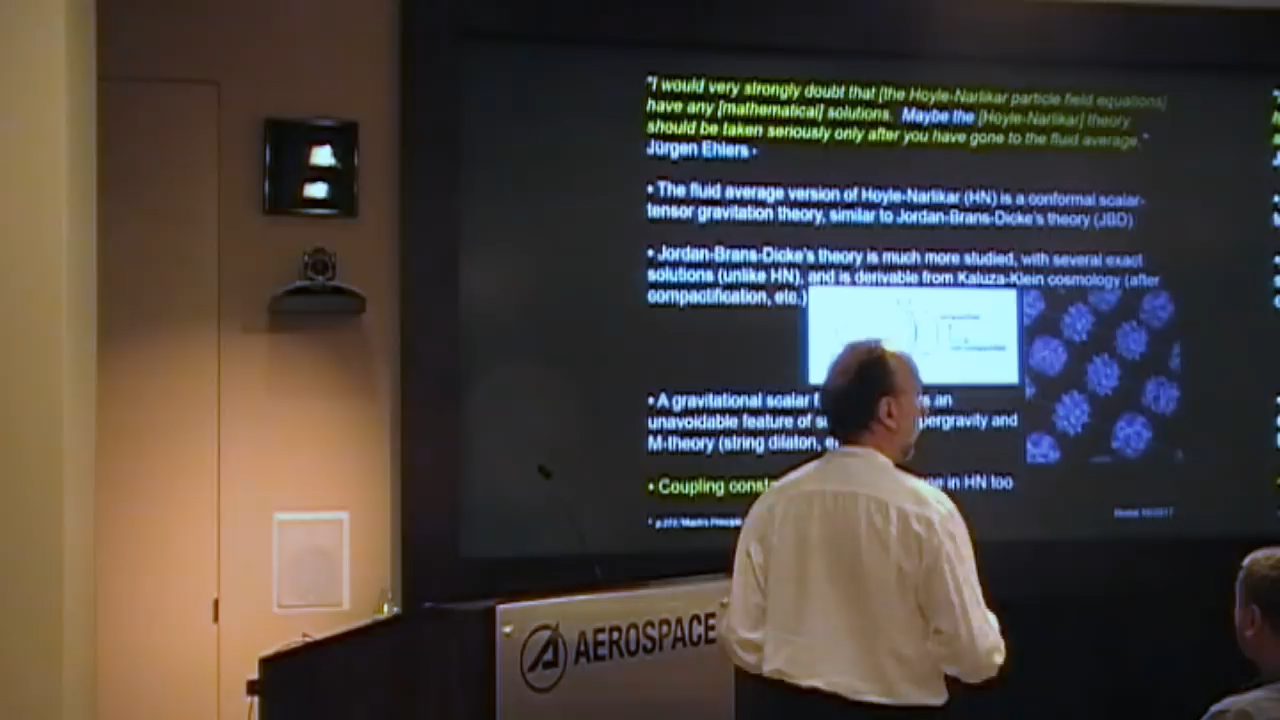 "I would very strongly doubt that [the Hoyle-Narlikar particle field equations]
have any [mathematical] solutions. Maybe the [Hoyle-Narlikar] theory
should be taken seriously only after you have gone to the fluid average."
Jürgen Ehlers *
• The fluid average version of Hoyle-Narlikar (HN) is a conformal scalar-
tensor gravitation theory, similar to Jordan-Brans-Dicke's theory (JBD)
• Jordan-Brans-Dicke's theory is much more studied, with several exact
solutions (unlike HN), and is derivable from Kaluza-Klein cosmology (after
compactification, etc.)
• A gravitational scalar f s an
unavoidable feature of su pergravity and
M-theory (string dilaton, e
• Coupling const in HN too
AEROSPACE